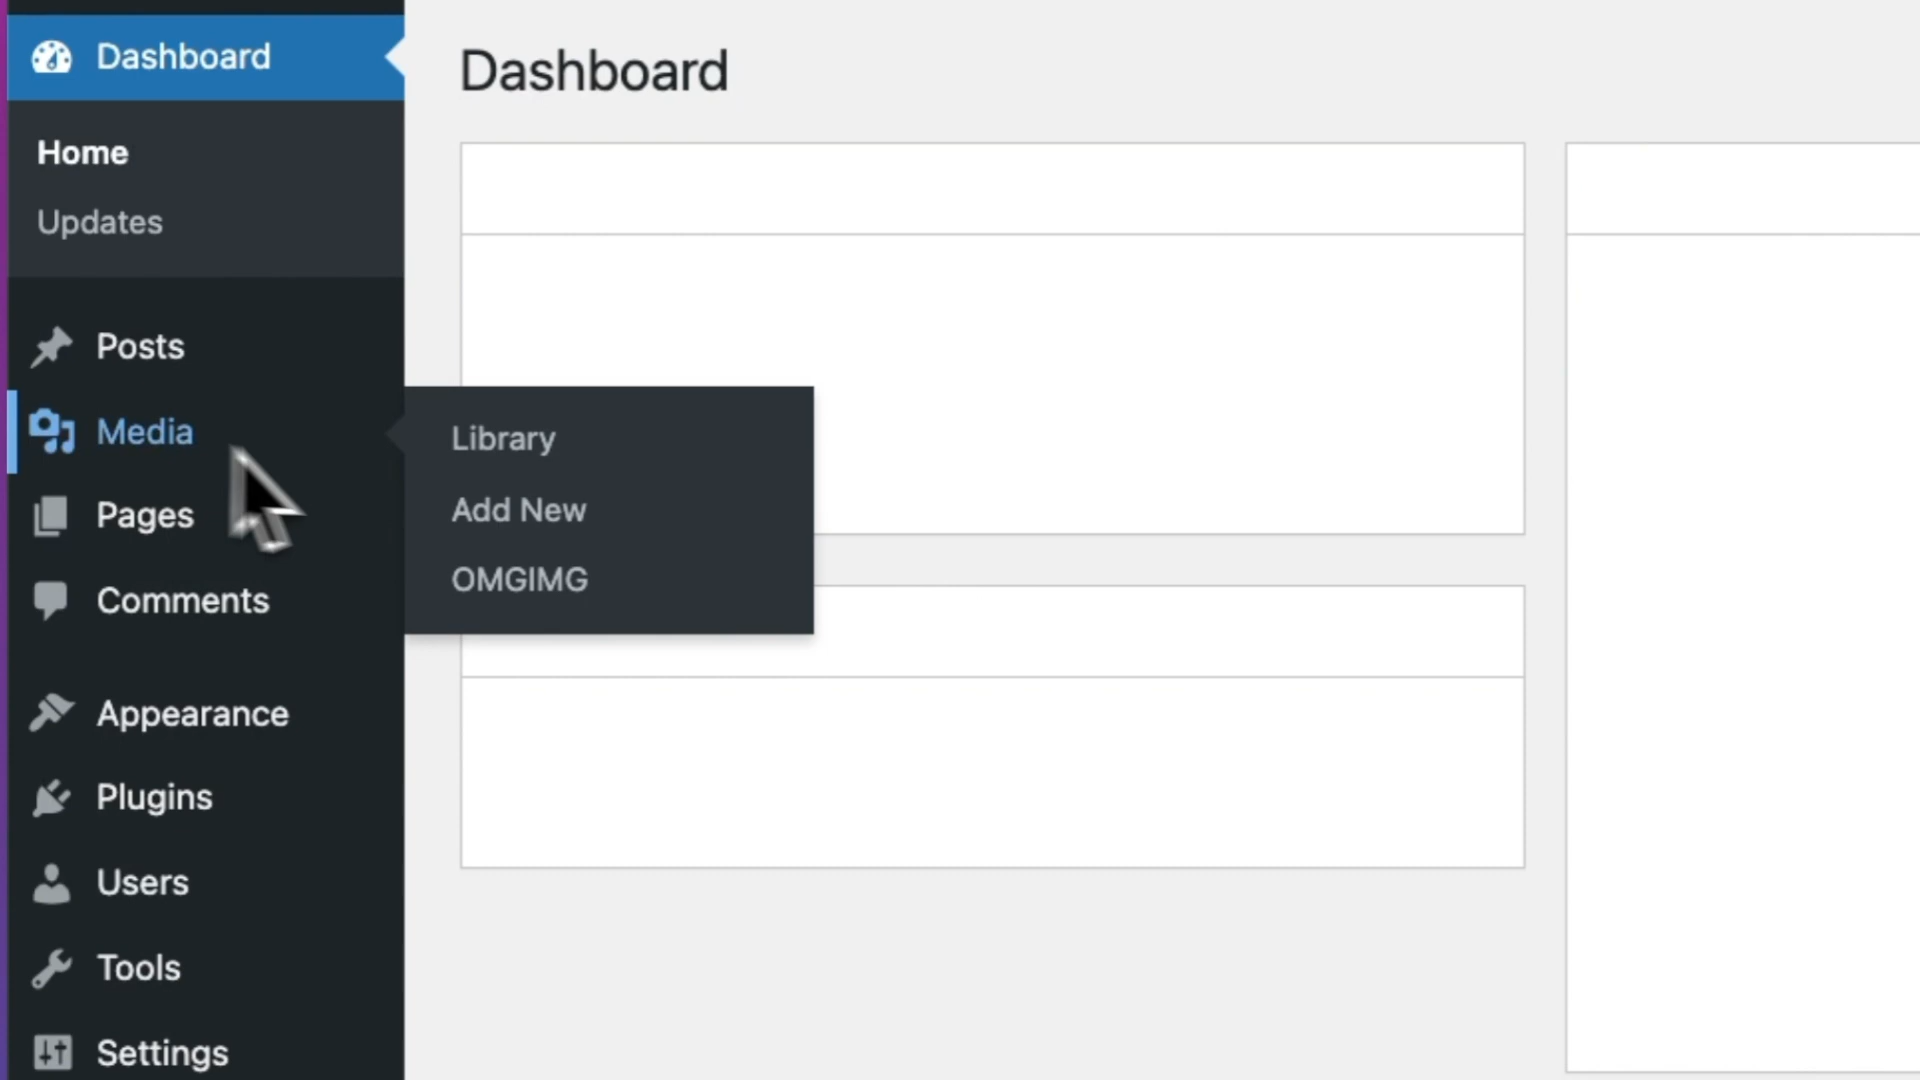 Dashboard
Home
Updates
Posts
Media
Pages
Comments
Appearance
Plugins
Users
Tools
Settings
Library
Add New
OMGIMG
Dashboard